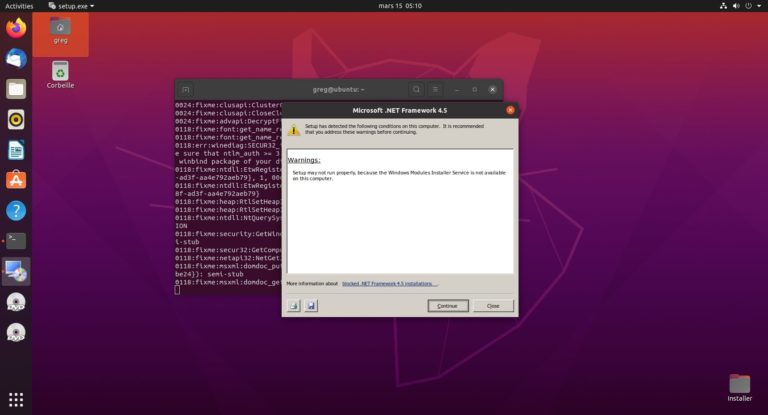 Activities
setup.exe
mars 15 05:10
greg
Corbeille
greg@ubuntu: ~
0024:fixme:clusapi:Cluster
0024:fixme:clusapi:CloseCl
0024:fixme:advapi:DecryptF
0118:fixme:font:get_name_r
0118:fixme:font:get_name_r
0118:err:winediag:SECUR32_
e sure that ntlm_auth >= 3
winbind package of your d
0118:fixme:ntdll:EtwRegist
-ad3f-aa4e792aeb79}, 1, 00
0118:fixme:ntdll:EtwRegist
8f-ad3f-aa4e792aeb79}
0118:fixme:heap:RtlSetHeap
0118:fixme:heap:RtlSetHeap
0118:fixme:ntdll:NtQuerySys
ION
0118:fixme:security:GetWin
i-stub
0118:fixme:secur32:GetComp
0118:fixme:netapi32:NetGet
0118:fixme:msxml:domdoc_pu
be24}): semi-stub
0118:fixme:msxml:domdoc_ge
Microsoft .NET Framework 4.5
Setup has detected the following conditions on this computer. It is recommended
that you address these warnings before continuing.
Warnings:
Setup may not run properly, because the Windows Modules Installer Service is not available
on this computer.
More information about blocked .NET Framework 4.5 installations. .
Continue
Close
Installer